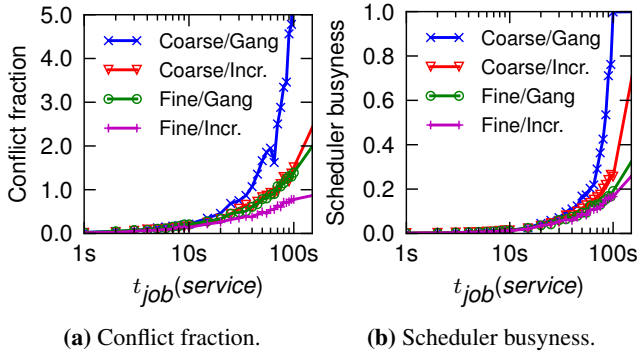 5.0
4.0
3.0
2.0
1.0
0.0
Conflict fraction
Coarse/Gang
Coarse/Incr.
Fine/Gang
Fine/Incr.
1s
10s
100s
t_job(service)
(a) Conflict fraction.
1.0
0.8
0.6
0.4
0.2
0.0
Scheduler busyness
Coarse/Gang
Coarse/Incr.
Fine/Gang
Fine/Incr.
1s
10s
100s
t_job(service)
(b) Scheduler busyness.